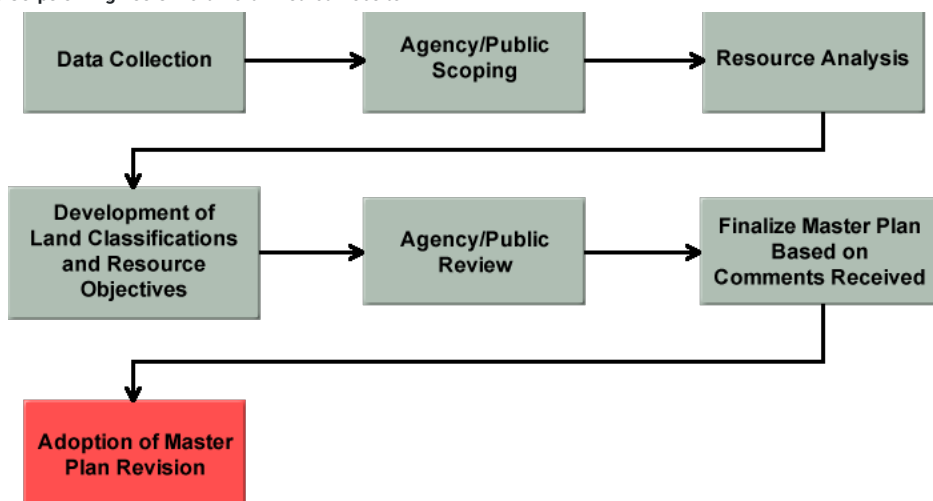 Data Collection
Agency/Public
Scoping
Resource Analysis
Development of
Land Classifications
and Resource
Objectives
Agency/Public
Review
Finalize Master Plan
Based on
Comments Received
Adoption of Master
Plan Revision